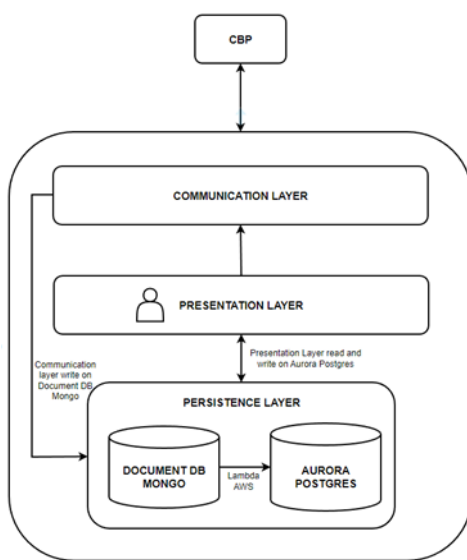 CBP
COMMUNICATION LAYER
PRESENTATION LAYER
Communication
layer write on
Document DB
Mongo
Presentation Layer read and
write on Aurora Postgres
PERSISTENCE LAYER
DOCUMENT DB
MONGO
Lambda
AWS
AURORA
POSTGRES